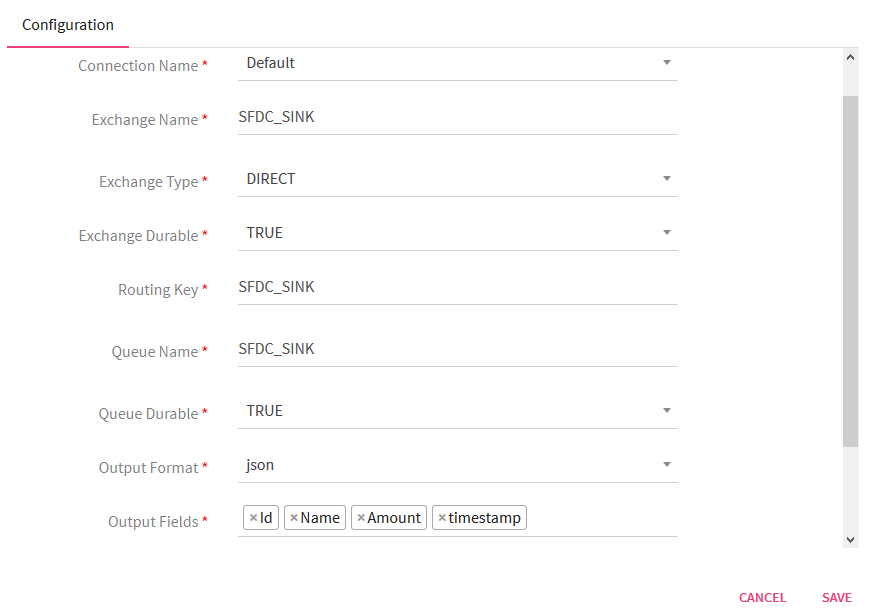 Configuration
Connection Name * Default
Exchange Name * SFDC_SINK
Exchange Type * DIRECT
Exchange Durable * TRUE
Routing Key * SFDC_SINK
Queue Name * SFDC_SINK
Queue Durable * TRUE
Output Format * json
Output Fields * ×Id ×Name ×Amount ×timestamp
CANCEL SAVE